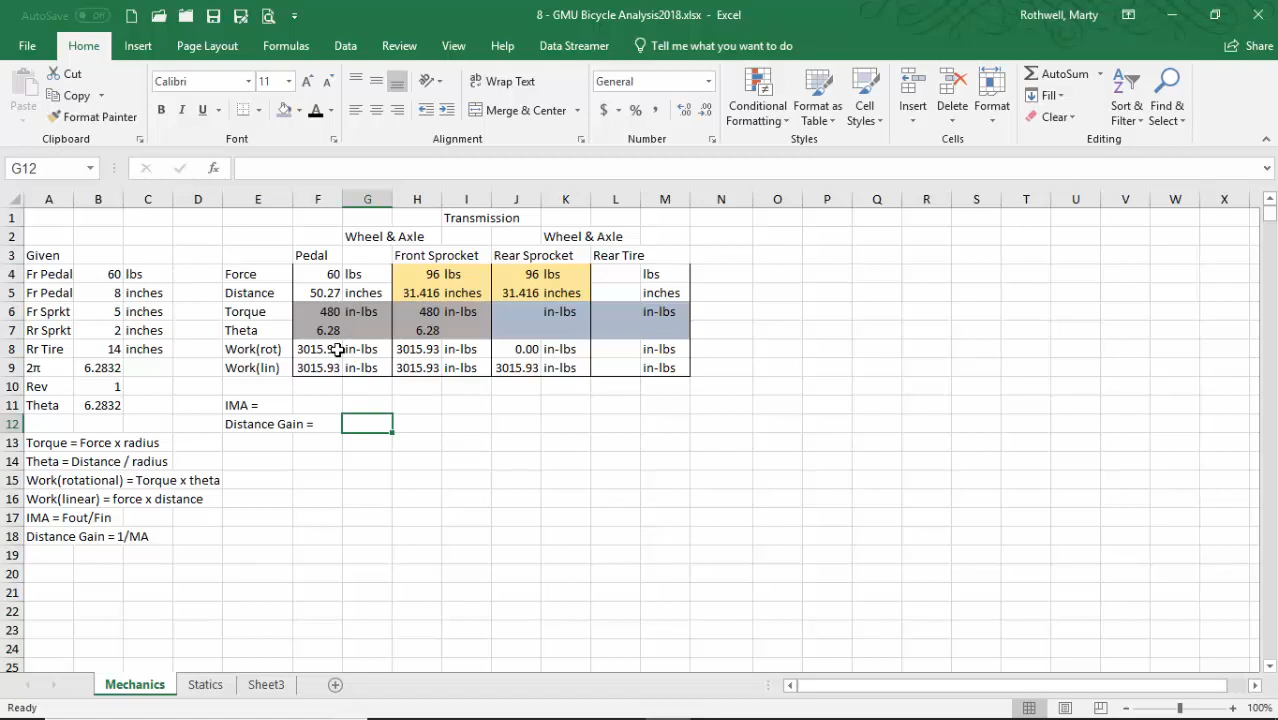 AutoSave Off 8 - GMU Bicycle Analysis2018.xlsx - Excel Rothwell, Marty
File Home Insert Page Layout Formulas Data Review View Help Data Streamer Tell me what you want to do Share
Paste Cut Copy Format Painter Clipboard
Calibri 11 A A B I U A Font
Wrap Text Merge & Center Alignment
General $ % , Number
Conditional Formatting Format as Table Cell Styles Styles
Insert Delete Format Cells
AutoSum Fill Clear Sort & Filter Find & Select Editing
G12 fx
A B C D E F G H I J K L M N O P Q R S T U V W X
1 Transmission
2 Wheel & Axle Wheel & Axle
3 Given Pedal Front Sprocket Rear Sprocket Rear Tire
4 Fr Pedal 60 lbs Force 60 lbs 96 lbs 96 lbs lbs
5 Fr Pedal 8 inches Distance 50.27 inches 31.416 inches 31.416 inches inches
6 Fr Sprkt 5 inches Torque 480 in-lbs 480 in-lbs in-lbs in-lbs
7 Rr Sprkt 2 inches Theta 6.28 6.28
8 Rr Tire 14 inches Work(rot) in-lbs 3015.93 in-lbs 0.00 in-lbs in-lbs
9 2π 6.2832 Work(lin) 3015.93 in-lbs 3015.93 in-lbs 3015.93 in-lbs in-lbs
10 Rev 1
11 Theta 6.2832 IMA =
12 Distance Gain =
13 Torque = Force x radius
14 Theta = Distance / radius
15 Work(rotational) = Torque x theta
16 Work(linear) = force x distance
17 IMA = Fout/Fin
18 Distance Gain = 1/MA
19
20
21
22
23
24
25
Mechanics Statics Sheet3
Ready 100%